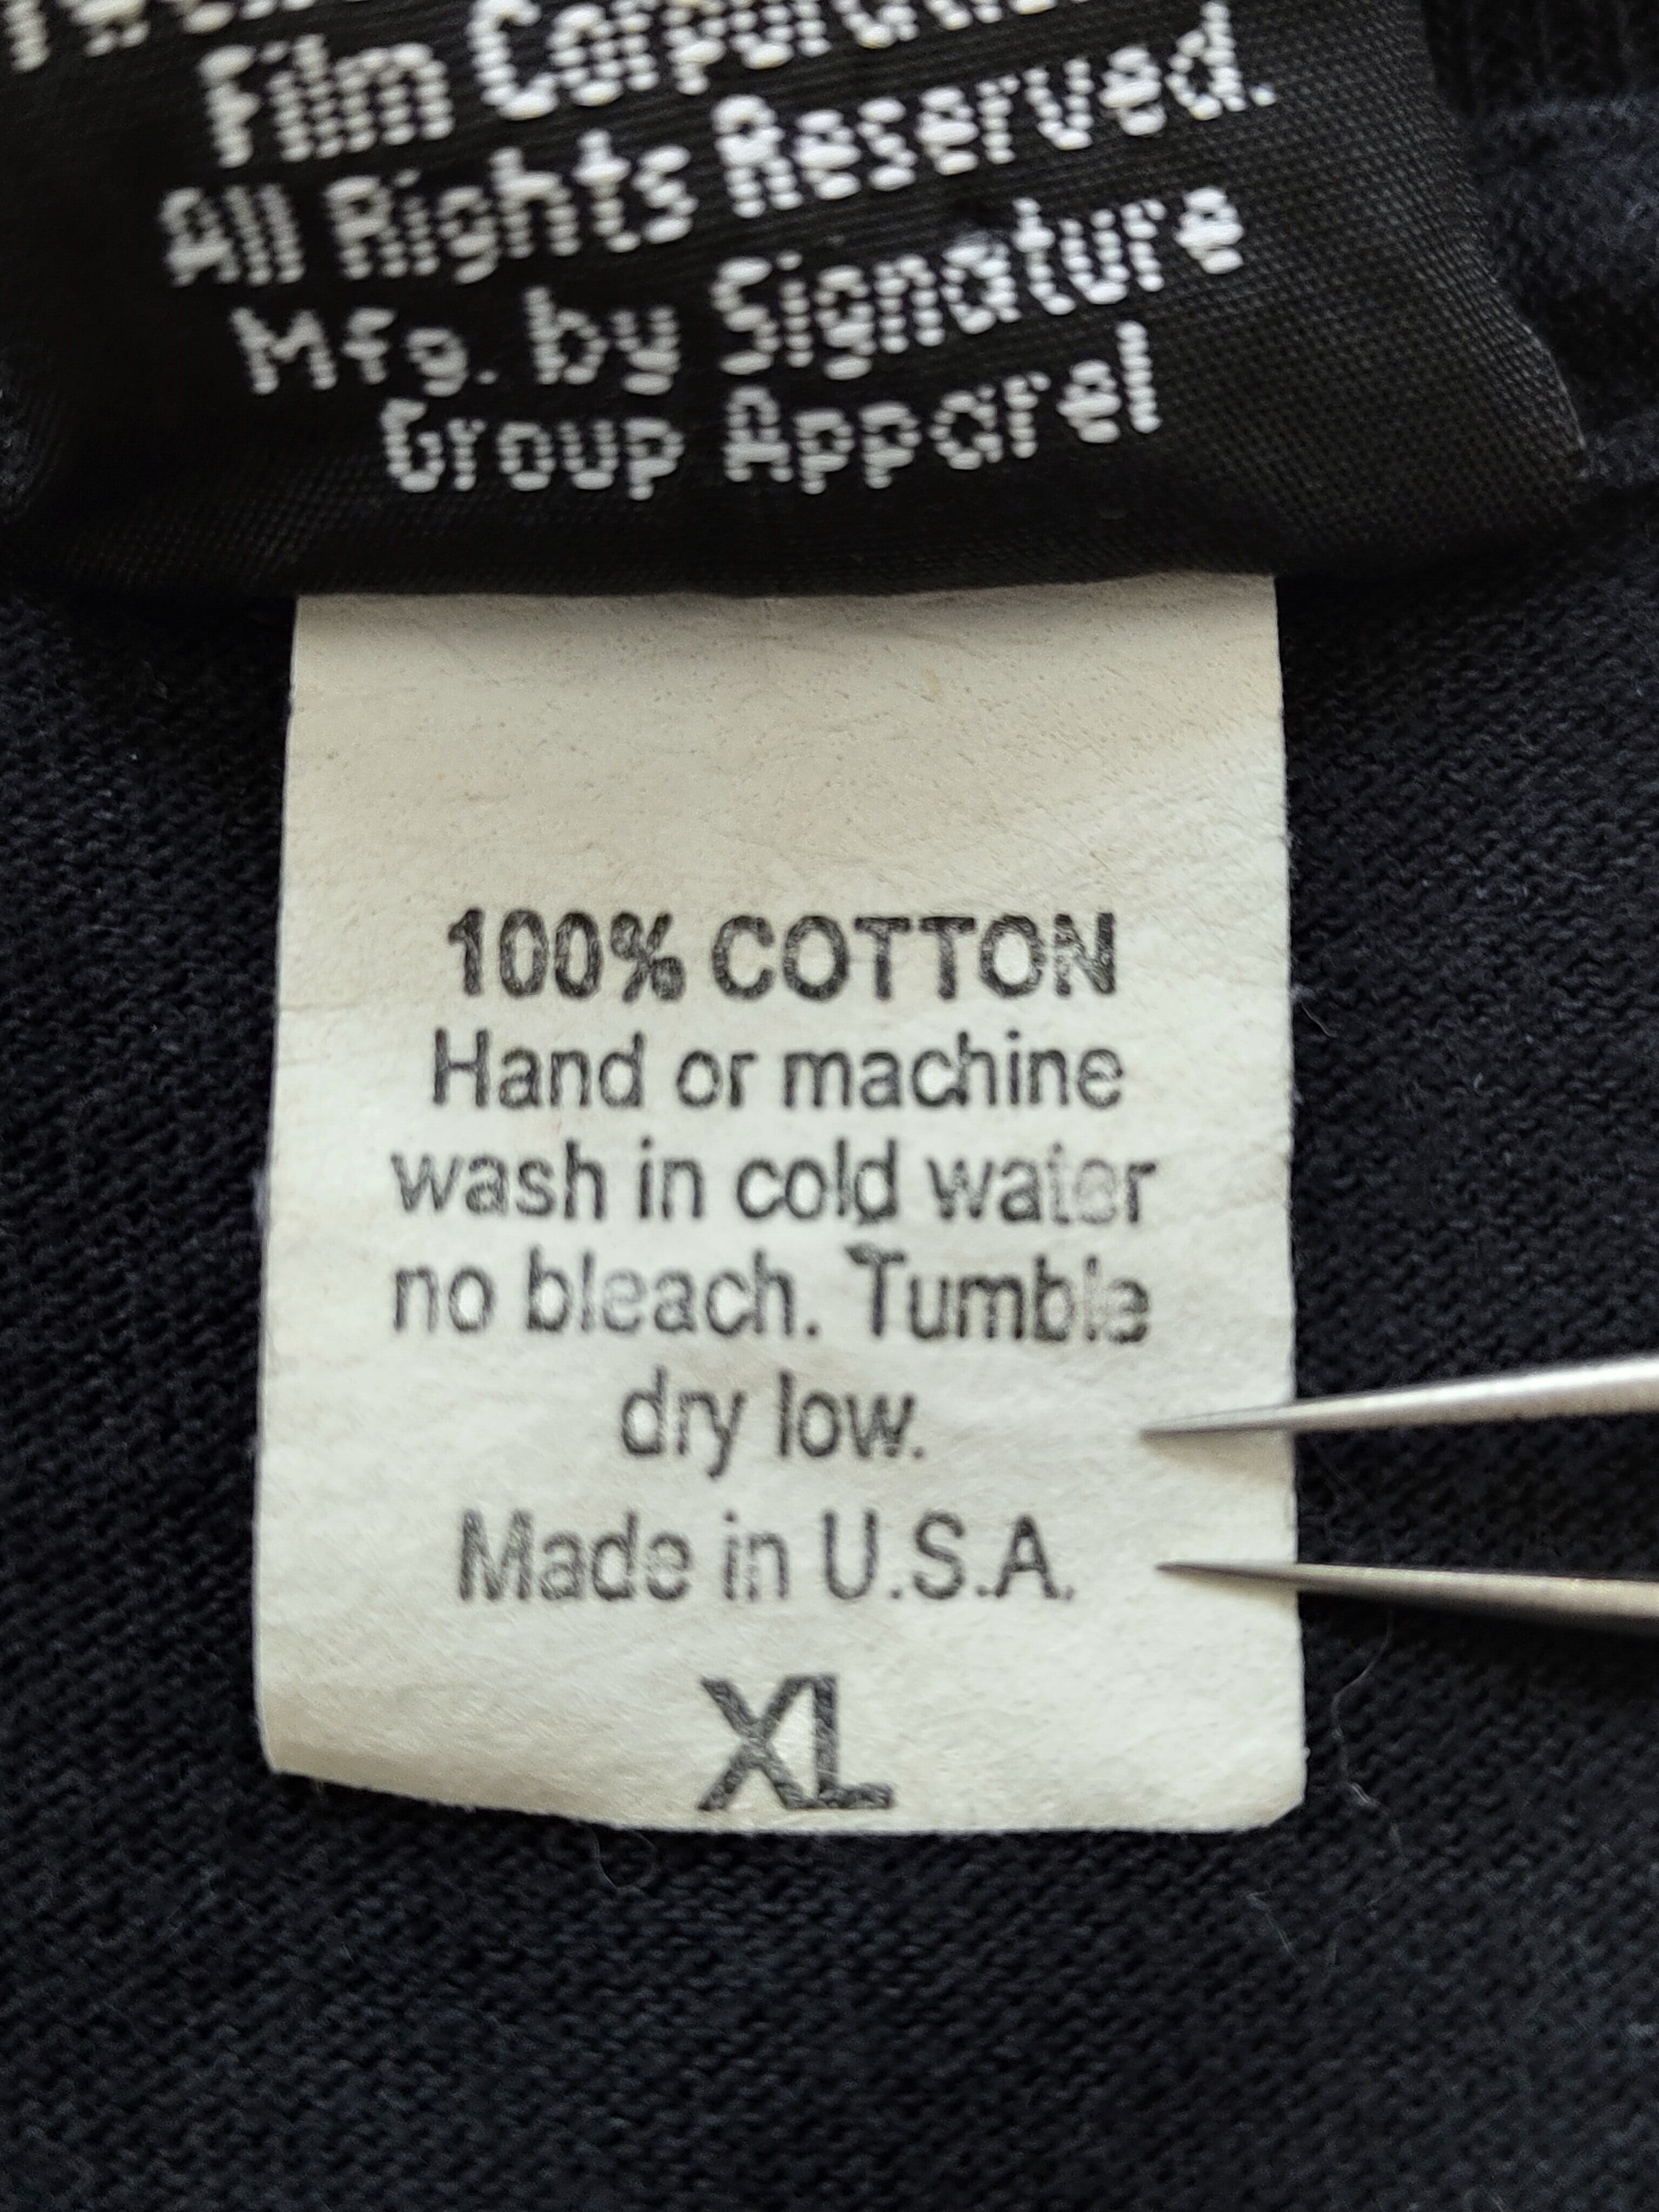 Film
All Rights Reserved.
Mfg. by Signature
Group Apparel
100% COTTON
Hand or machine
wash in cold water
no bleach. Tumble
dry low.
Made in U.S.A.
XL